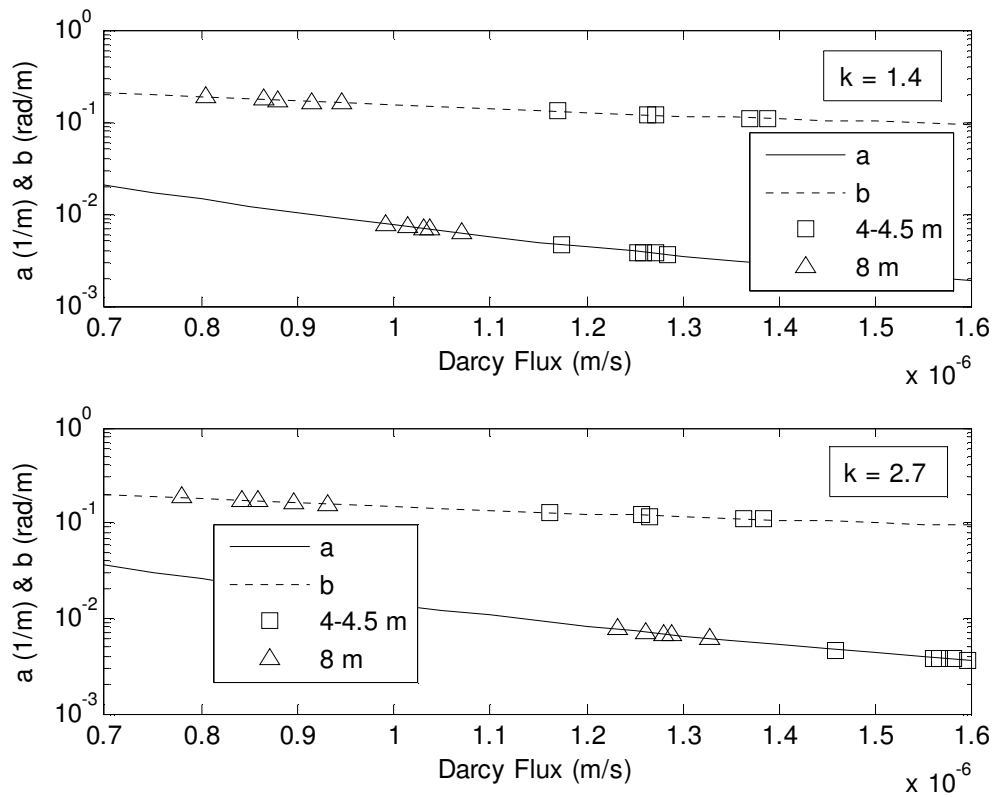 a (1/m) & b (rad/m)
10^0
10^-1
10^-2
10^-3
k = 1.4
a
b
4-4.5 m
8 m
0.7 0.8 0.9 1 1.1 1.2 1.3 1.4 1.5 1.6
Darcy Flux (m/s)
x 10^-6
a (1/m) & b (rad/m)
10^0
10^-1
10^-2
10^-3
k = 2.7
a
b
4-4.5 m
8 m
0.7 0.8 0.9 1 1.1 1.2 1.3 1.4 1.5 1.6
Darcy Flux (m/s)
x 10^-6